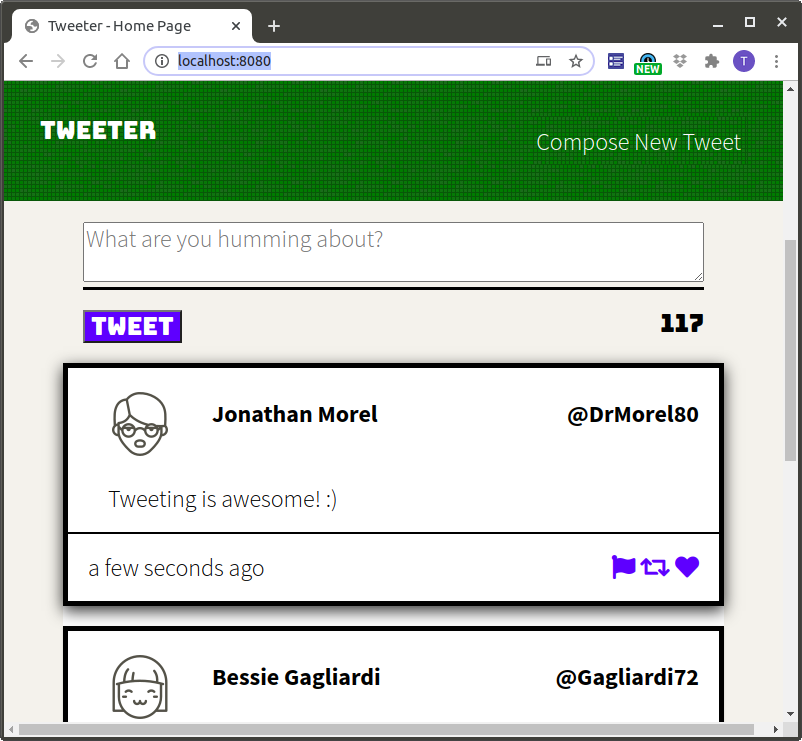 Tweeter - Home Page
localhost:8080
NEW
T
TWEETER
Compose New Tweet
What are you humming about?
TWEET
117
Jonathan Morel
@DrMorel80
Tweeting is awesome! :)
a few seconds ago
Bessie Gagliardi
@Gagliardi72